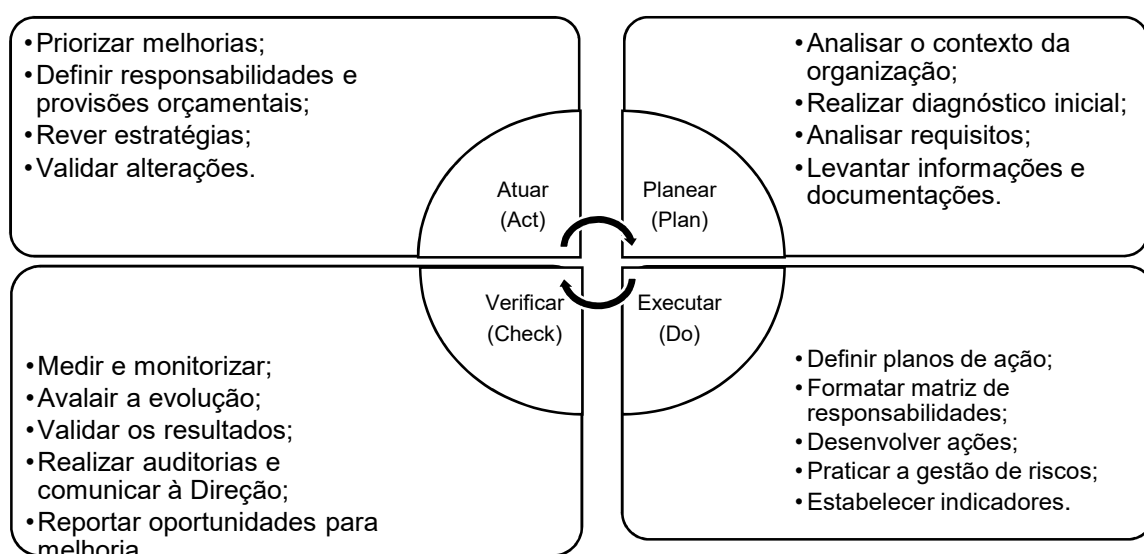 •Priorizar melhorias;
•Definir responsabilidades e
provisões orçamentais;
•Rever estratégias;
•Validar alterações.
•Analisar o contexto da
organização;
•Realizar diagnóstico inicial;
•Analisar requisitos;
•Levantar informações e
documentações.
Atuar
(Act)
Planear
(Plan)
Verificar
(Check)
Executar
(Do)
•Medir e monitorizar;
•Avalair a evolução;
•Validar os resultados;
•Realizar auditorias e
comunicar à Direção;
•Reportar oportunidades para
melhoria
•Definir planos de ação;
•Formatar matriz de
responsabilidades;
•Desenvolver ações;
•Praticar a gestão de riscos;
•Estabelecer indicadores.